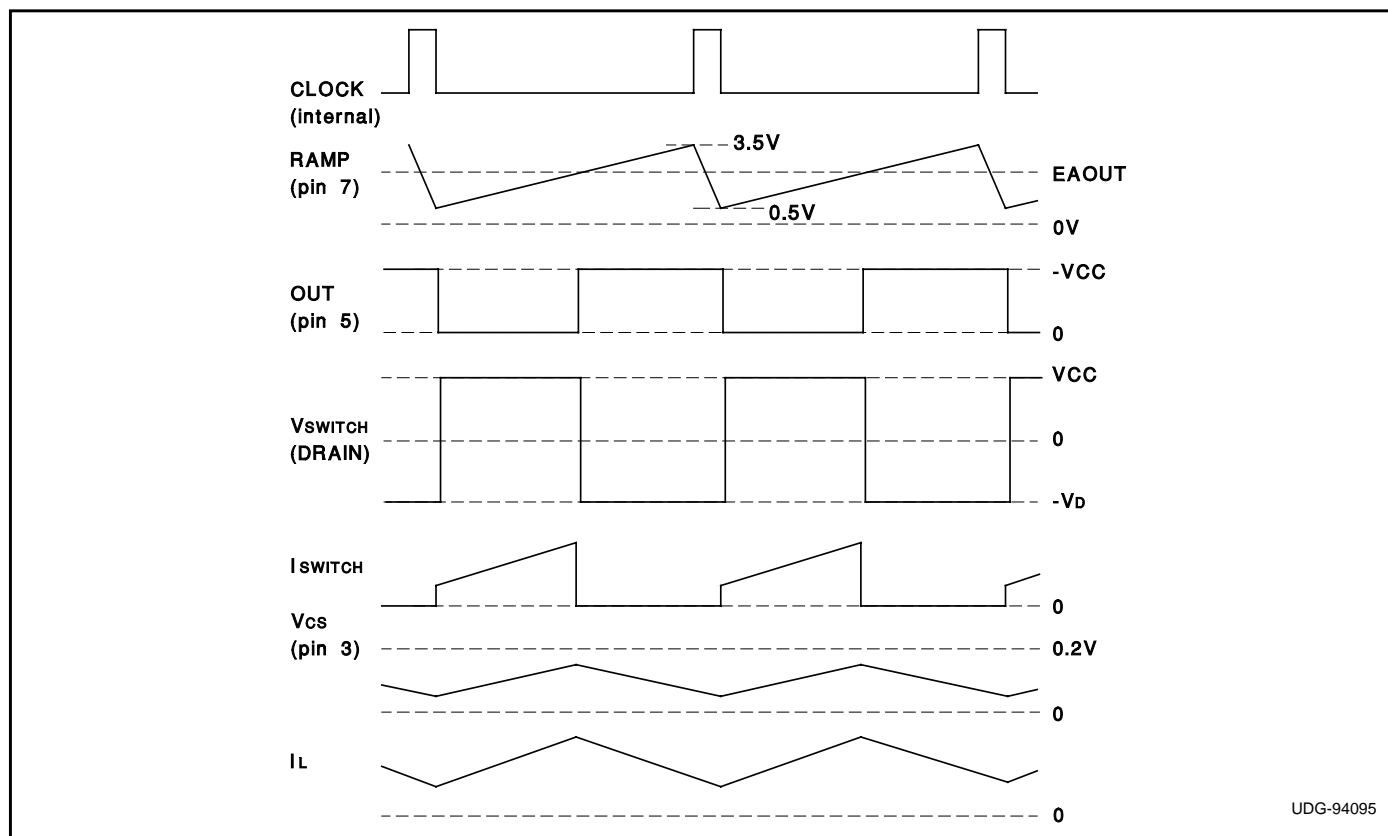 CLOCK
(internal)
RAMP
(pin 7)
3.5V
EAOUT
0.5V
0V
OUT
(pin 5)
-VCC
0
VSWITCH
(DRAIN)
VCC
0
-VD
ISWITCH
0
VCS
(pin 3)
0.2V
0
IL
0
UDG-94095